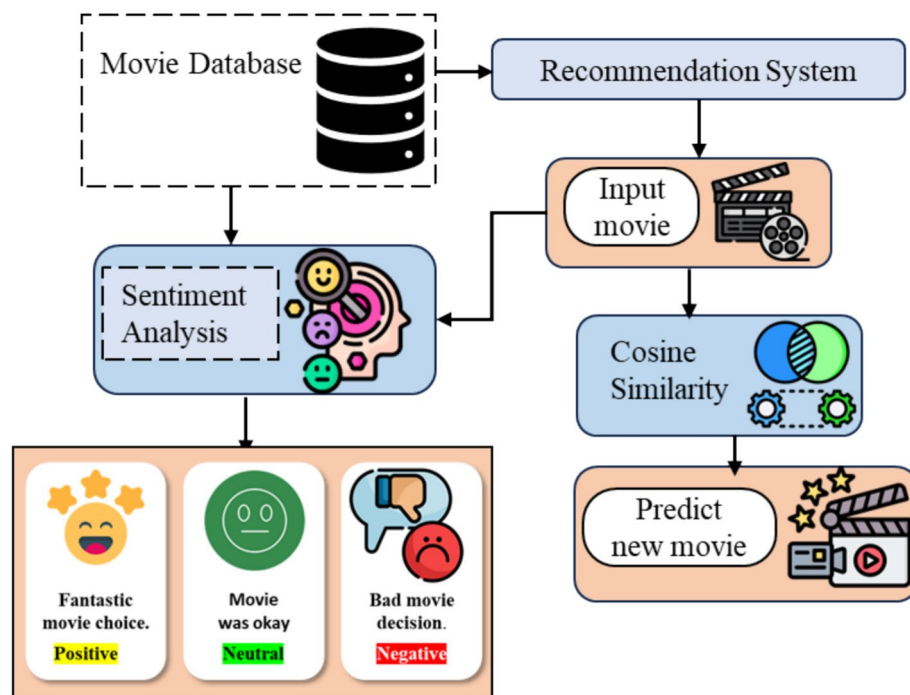 Movie Database
Recommendation System
Input
movie
Sentiment
Analysis
Cosine
Similarity
Predict
new movie
Fantastic
movie choice.
Positive
Movie
was okay
Neutral
Bad movie
decision.
Negative